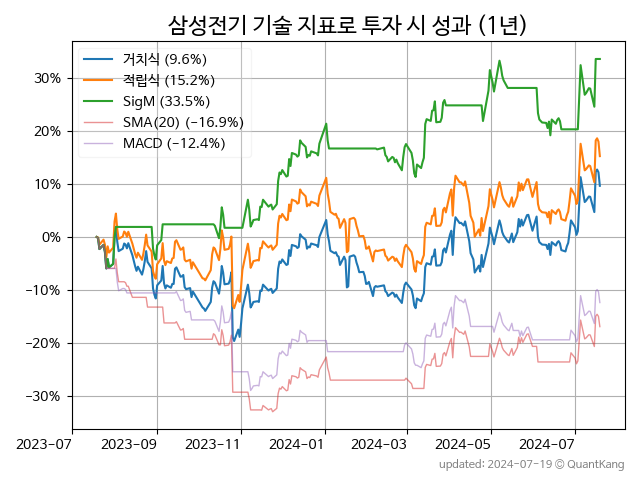 삼성전기 기술 지표로 투자 시 성과 (1년)
거치식 (9.6%)
적립식 (15.2%)
SigM (33.5%)
SMA(20) (−16.9%)
MACD (−12.4%)
30%
20%
10%
0%
−10%
−20%
−30%
2023-07 2023-09 2023-11 2024-01 2024-03 2024-05 2024-07
updated: 2024-07-19 ⓒ QuantKang